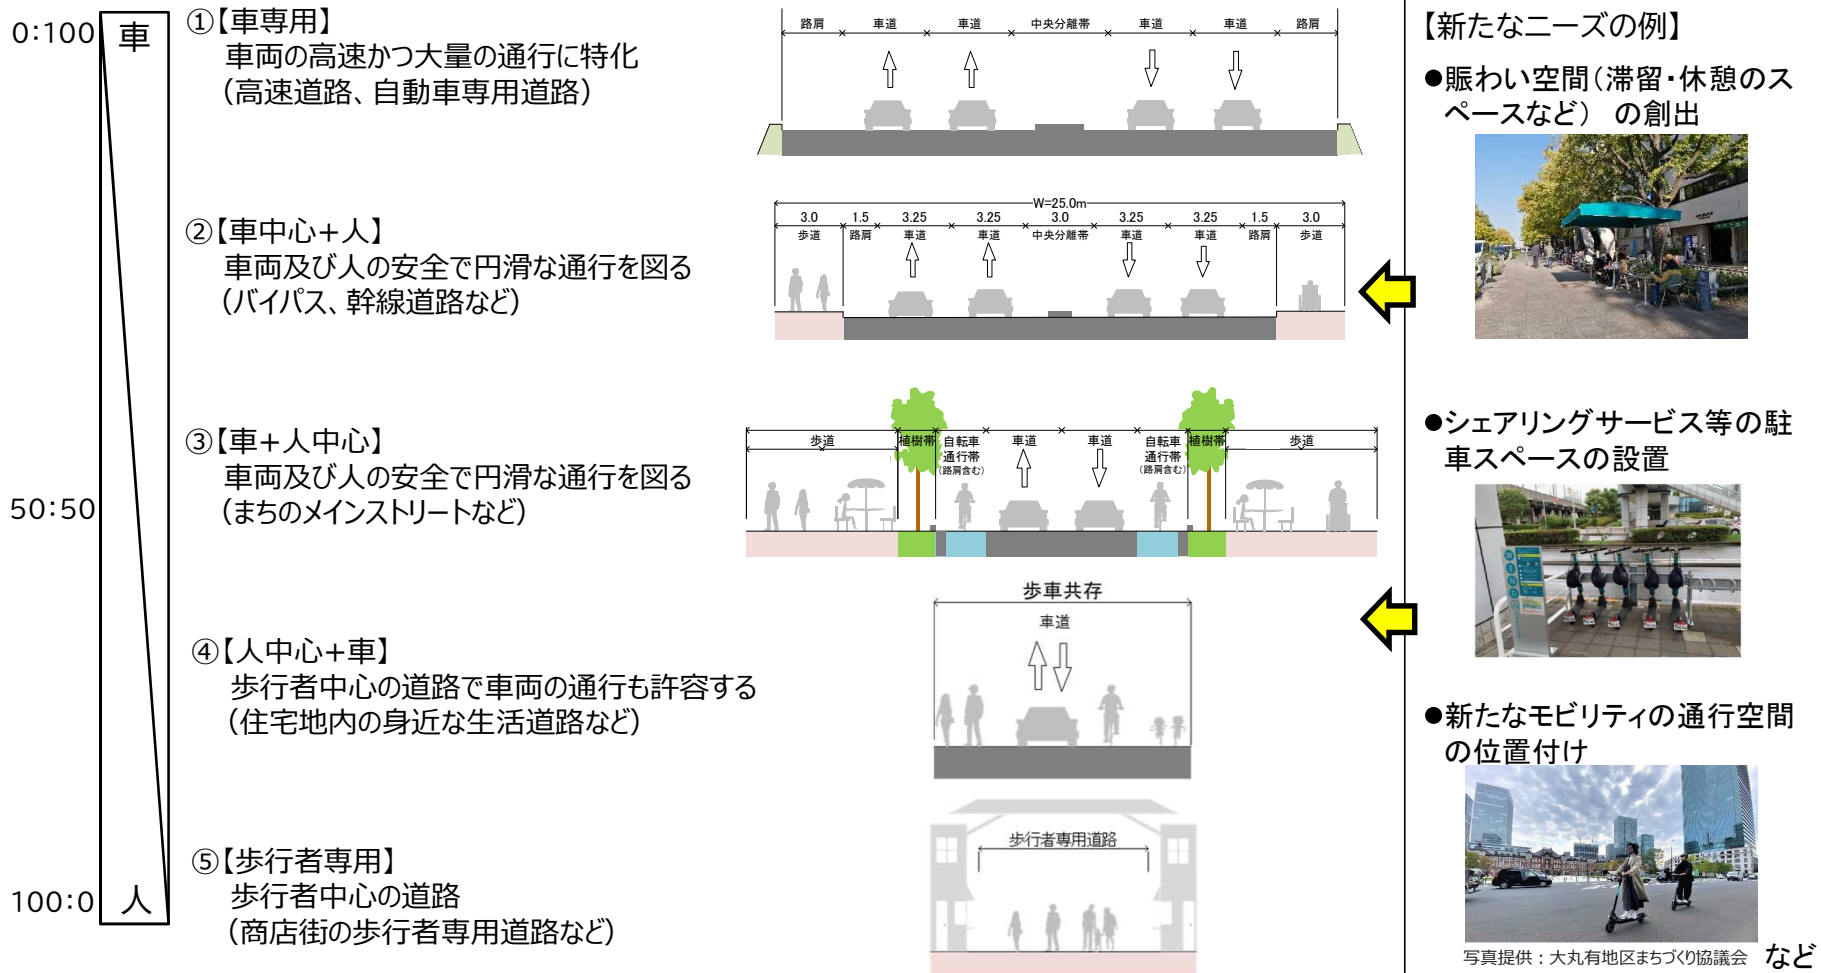 0:100
車
50:50
100:0
人
①【車専用】
車両の高速かつ大量の通行に特化
（高速道路、自動車専用道路）
路肩 車道 車道 中央分離帯 車道 車道 路肩
②【車中心+人】
車両及び人の安全で円滑な通行を図る
（バイパス、幹線道路など）
W=25.0m
3.0 1.5 3.25 3.25 3.0 3.25 3.25 1.5 3.0
歩道 路肩 車道 車道 中央分離帯 車道 車道 路肩 歩道
③【車+人中心】
車両及び人の安全で円滑な通行を図る
（まちのメインストリートなど）
歩道 植樹帯 自転車 車道 車道 自転車 植樹帯 歩道
通行帯 通行帯
（路肩含む） （路肩含む）
④【人中心+車】
歩行者中心の道路で車両の通行も許容する
（住宅地内の身近な生活道路など）
歩車共存
車道
⑤【歩行者専用】
歩行者中心の道路
（商店街の歩行者専用道路など）
歩行者専用道路
【新たなニーズの例】
●賑わい空間（滞留・休憩のス
ペースなど） の創出
●シェアリングサービス等の駐
車スペースの設置
●新たなモビリティの通行空間
の位置付け
写真提供：大丸有地区まちづくり協議会 など